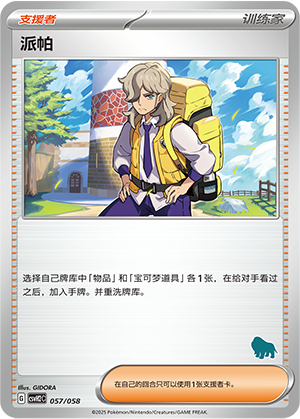 支援者 训练家
派帕
选择自己牌库中「物品」和「宝可梦道具」各1张，在给对手看过
之后，加入手牌。并重洗牌库。
Illus. GIDORA
G CSVH2C 057/058
在自己的回合只可以使用1张支援者卡。
©2025 Pokémon/Nintendo/Creatures/GAME FREAK.